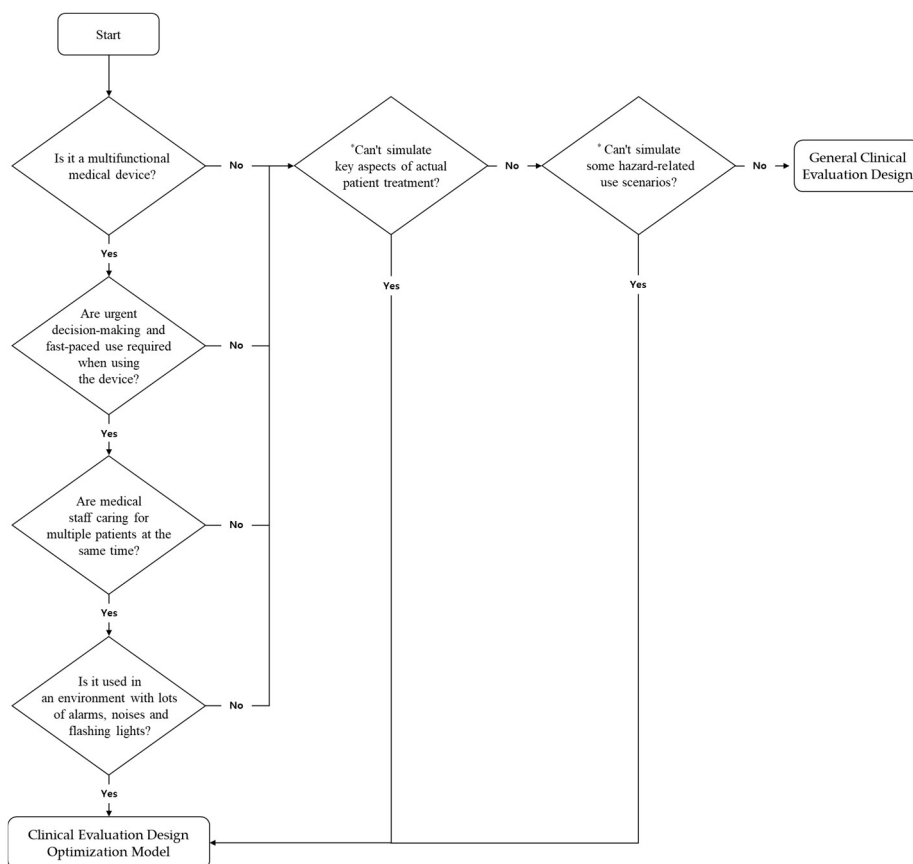 Start
Is it a multifunctional
medical device?
No
*Can't simulate
key aspects of actual
patient treatment?
No
* Can't simulate
some hazard-related
use scenarios?
No
General Clinical
Evaluation Design
Yes
Yes
Yes
Are urgent
decision-making and
fast-paced use required
when using
the device?
No
Yes
Are medical
staff caring for
multiple patients at the
same time?
No
Yes
Is it used in
an environment with lots
of alarms, noises and
flashing lights?
No
Yes
Clinical Evaluation Design
Optimization Model